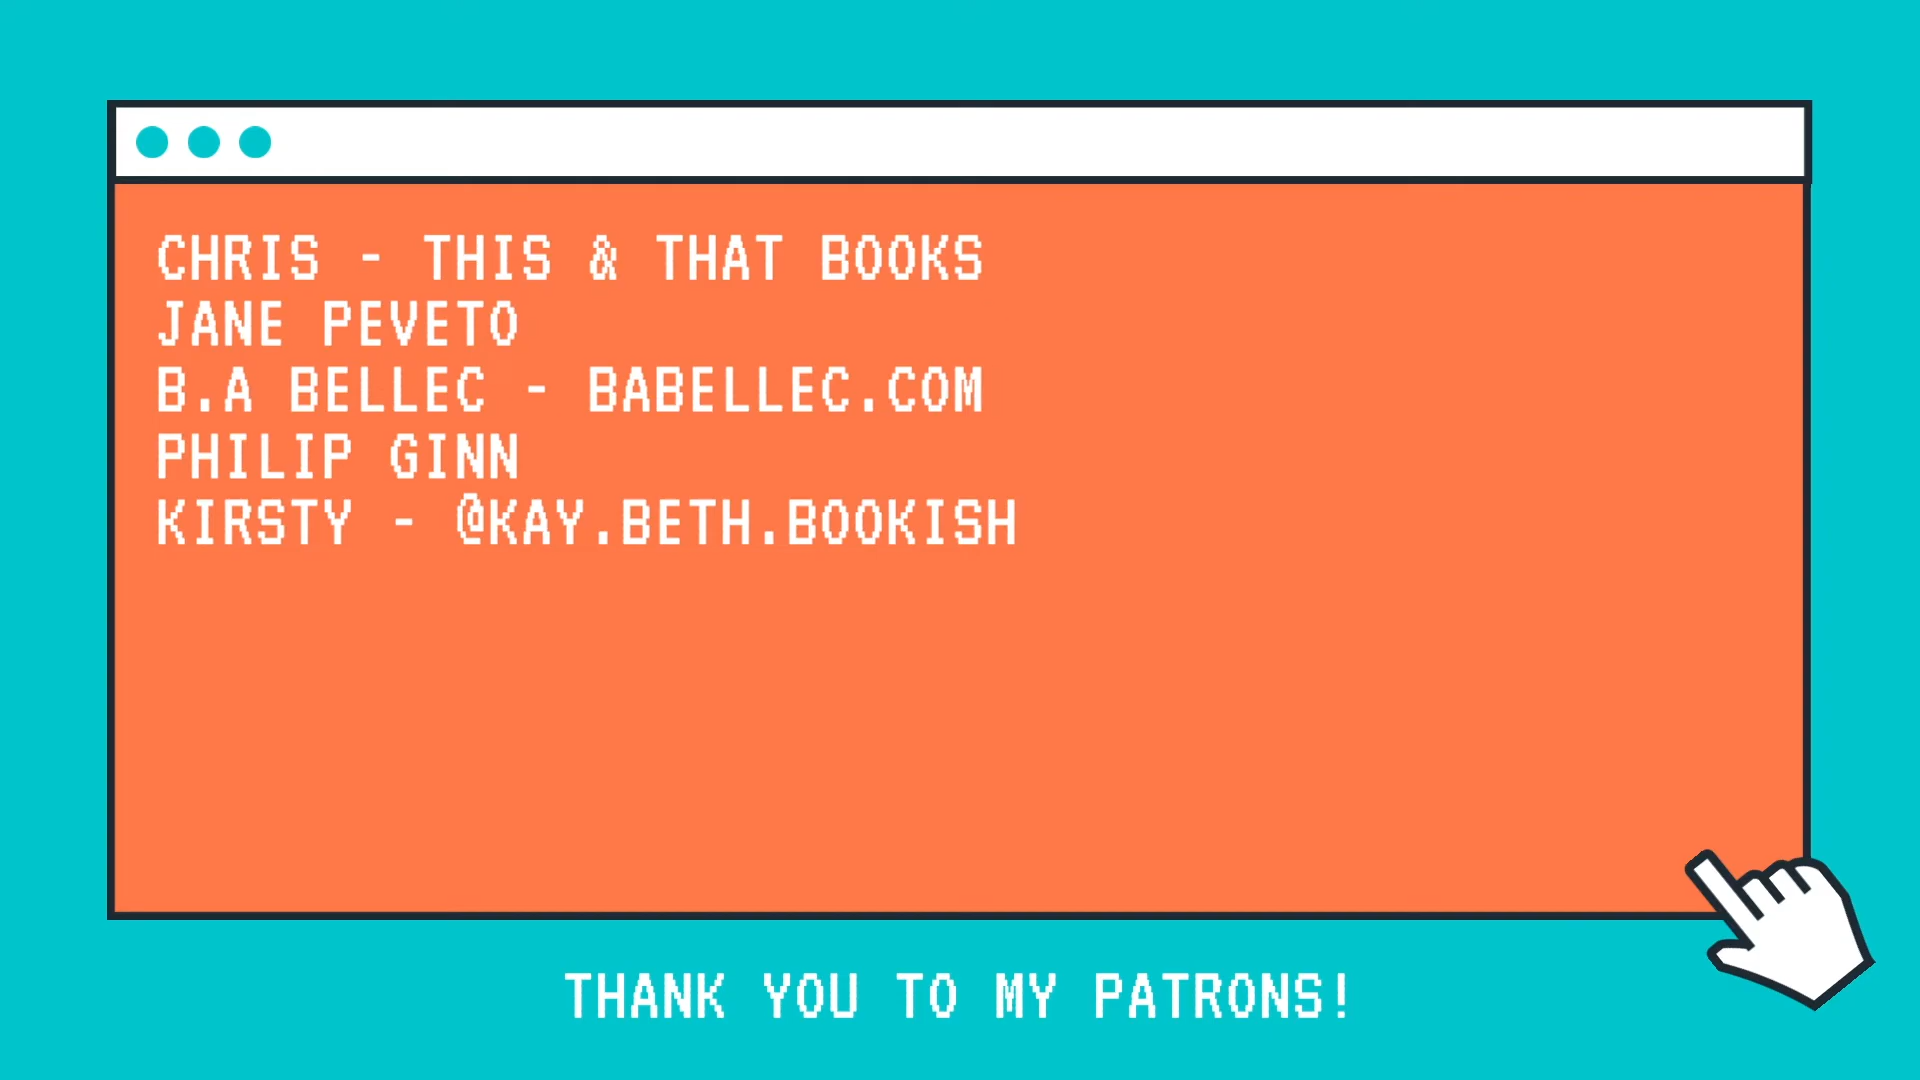 CHRIS - THIS & THAT BOOKS
JANE PEVETO
B.A BELLEC - BABELLEC.COM
PHILIP GINN
KIRSTY - @KAY.BETH.BOOKISH
THANK YOU TO MY PATRONS!